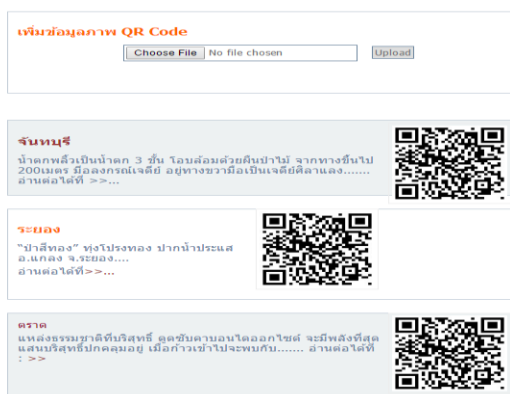 เพิ่มข้อมูลภาพ QR Code
Choose File No file chosen Upload
จันทบุรี
น้ำตกพลิ้วเป็นน้ำตก 3 ชั้น โอบล้อมด้วยผืนป่าไม้ จากทางขึ้นไป
200เมตร มีอลงกรณ์เจดีย์ อยู่ทางขวามือเป็นเจดีย์ศิลาแลง.......
อ่านต่อได้ที่ >>...
ระยอง
"ป่าสีทอง" ทุ่งโปรงทอง ปากน้ำประแส
อ.แกลง จ.ระยอง....
อ่านต่อได้ที่>>...
ตราด
แหล่งธรรมชาติที่บริสุทธิ์ ดูดซับคาบอนไดออกไซต์ จะมีพลังที่สุด
แสนบริสุทธิ์ปกคลุมอยู่ เมื่อก้าวเข้าไปจะพบกับ....... อ่านต่อได้ที่
: >>